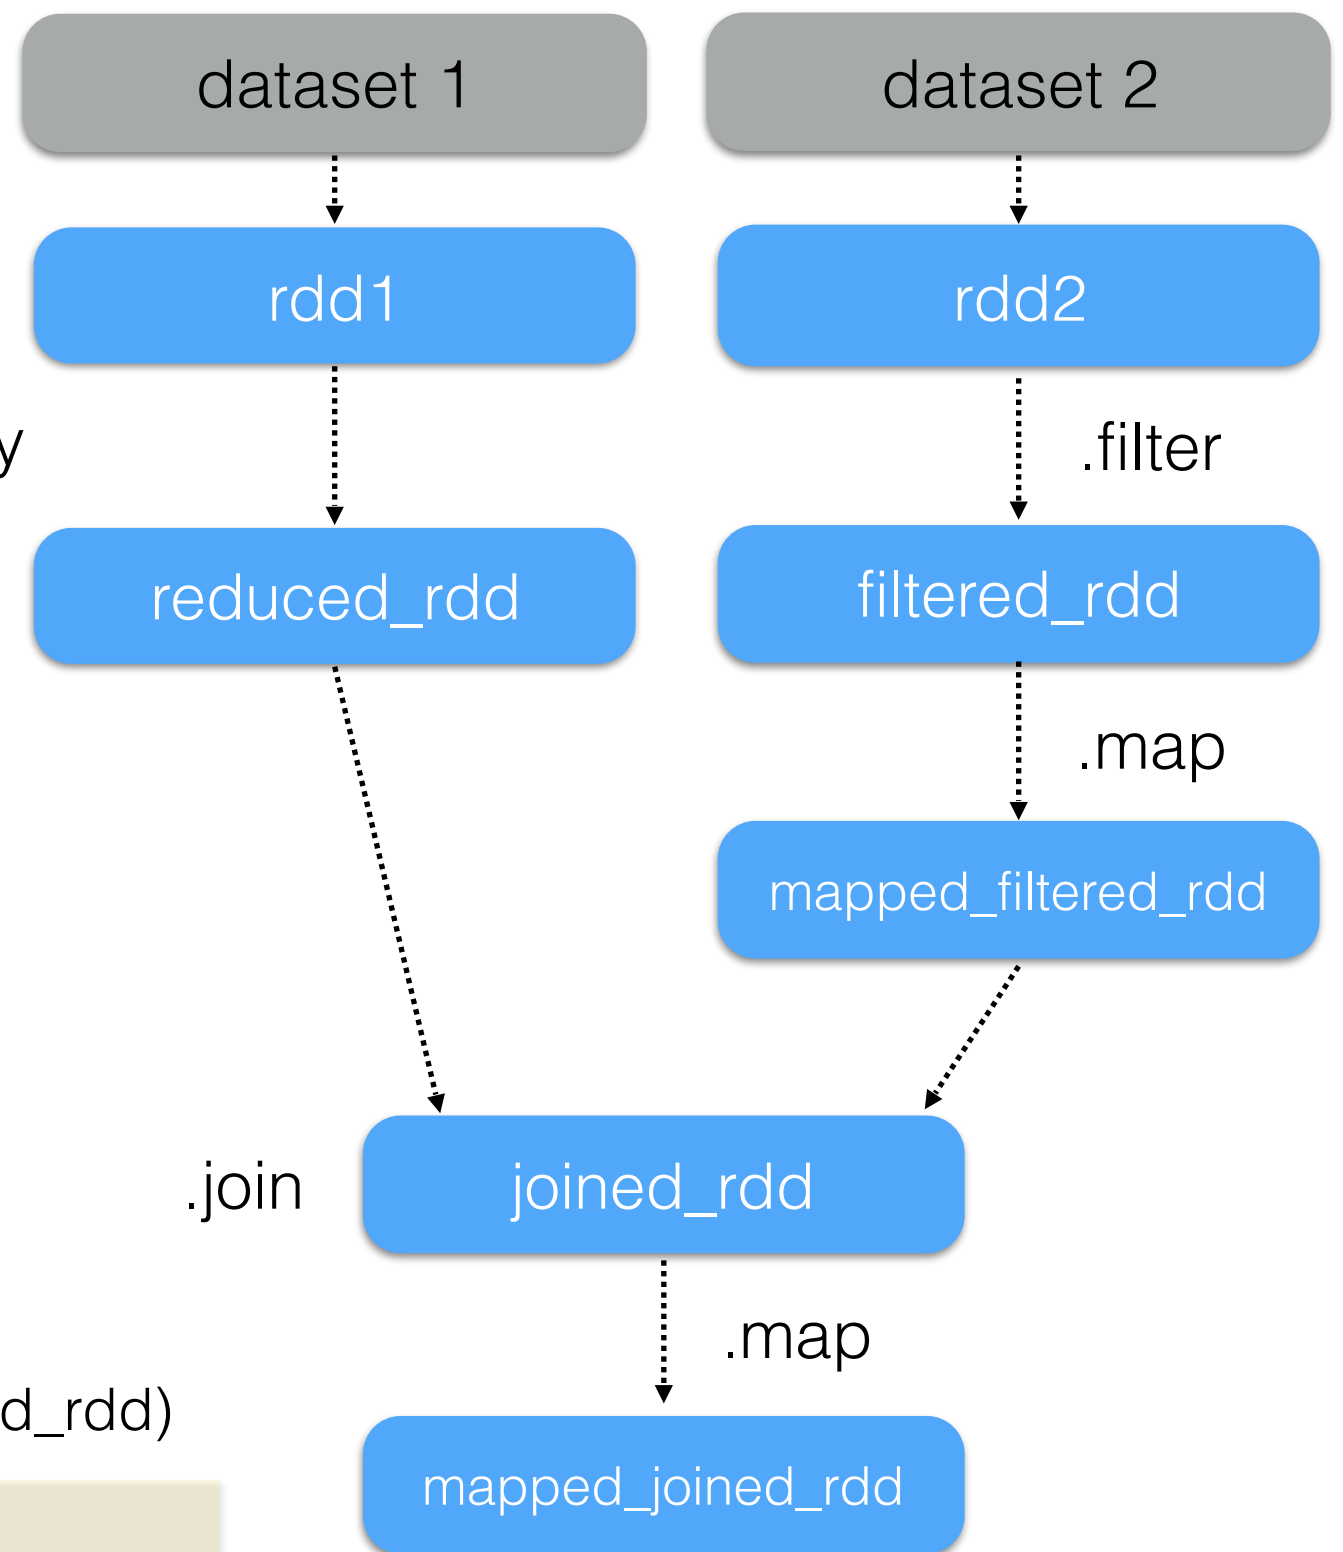 dataset 1
dataset 2
rdd1
rdd2
y
.filter
reduced_rdd
filtered_rdd
.map
mapped_filtered_rdd
.join
joined_rdd
.map
d_rdd)
mapped_joined_rdd